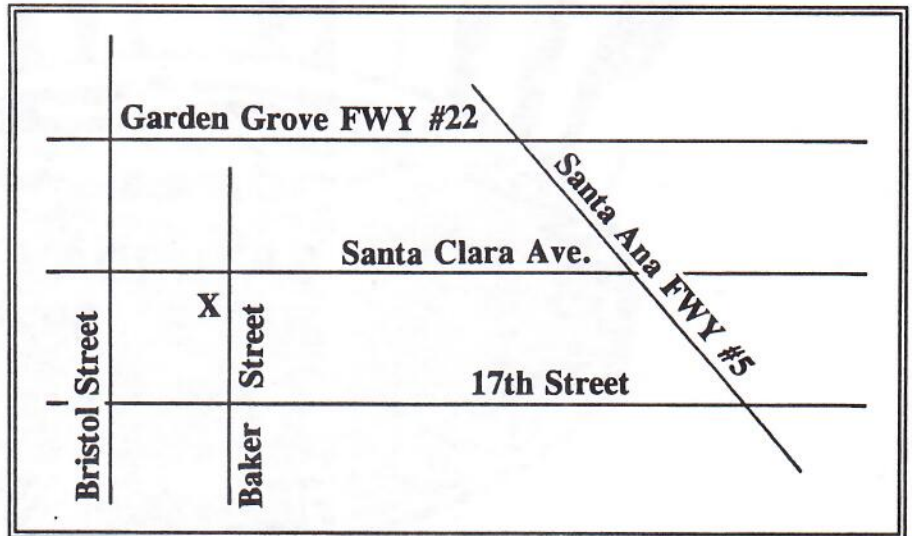 Garden Grove FWY #22
Santa Ana FWY #5
Santa Clara Ave.
X
Bristol Street
Baker Street
17th Street